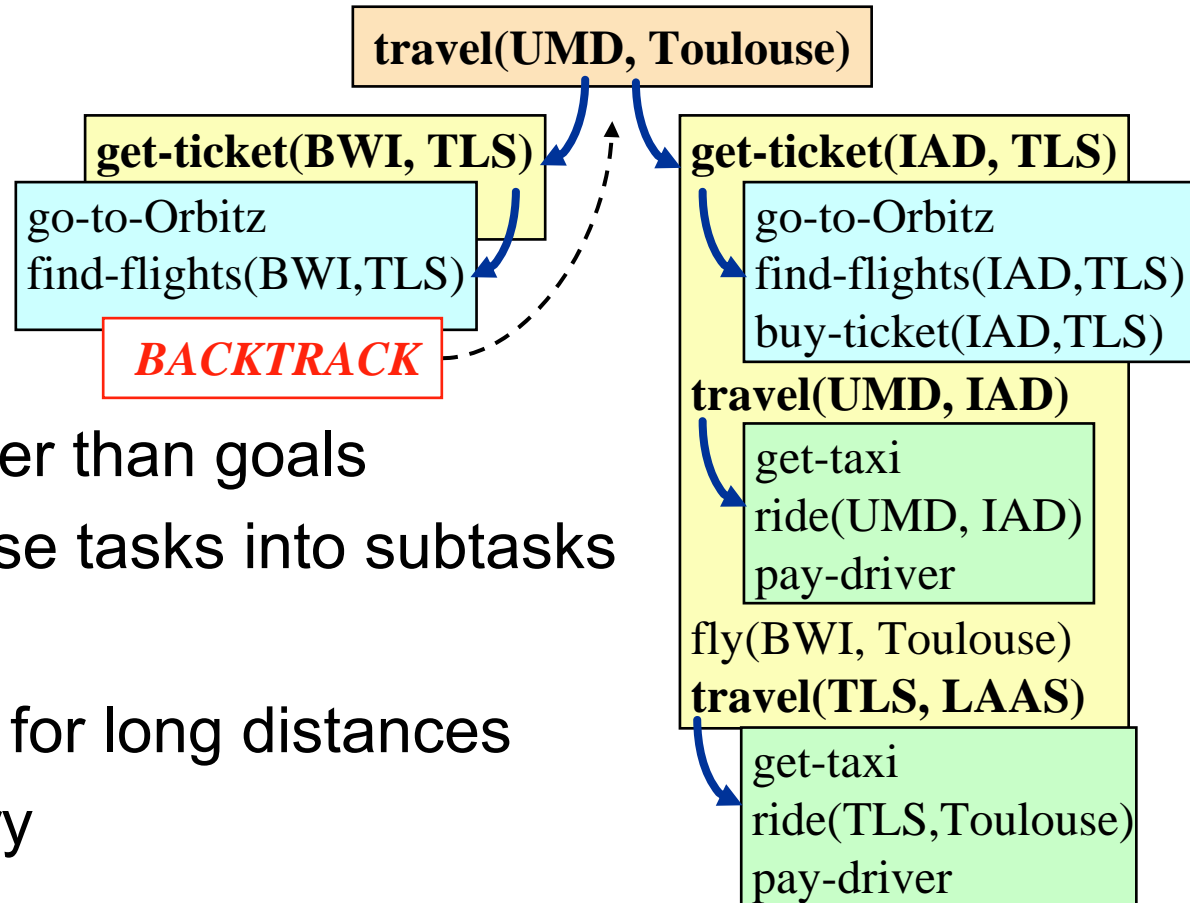 travel(UMD, Toulouse)
get-ticket(BWI, TLS)
go-to-Orbitz
find-flights(BWI,TLS)
BACKTRACK
get-ticket(IAD, TLS)
go-to-Orbitz
find-flights(IAD,TLS)
buy-ticket(IAD,TLS)
travel(UMD, IAD)
get-taxi
ride(UMD, IAD)
pay-driver
fly(BWI, Toulouse)
travel(TLS, LAAS)
get-taxi
ride(TLS,Toulouse)
pay-driver
er than goals
se tasks into subtasks
for long distances
y